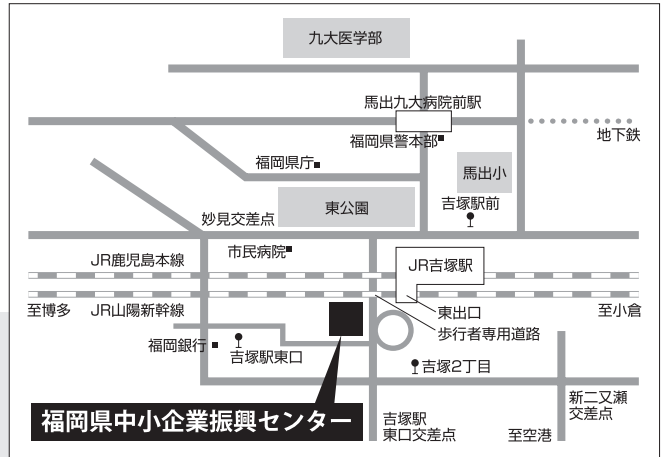 九大医学部
馬出九大病院前駅
地下鉄
福岡県警本部
福岡県庁
馬出小
東公園
吉塚駅前
妙見交差点
市民病院
JR吉塚駅
JR鹿児島本線
至博多
JR山陽新幹線
東出口
至小倉
歩行者専用道路
福岡銀行
吉塚駅東口
吉塚2丁目
福岡県中小企業振興センター
吉塚駅
東口交差点
至空港
新二又瀬
交差点